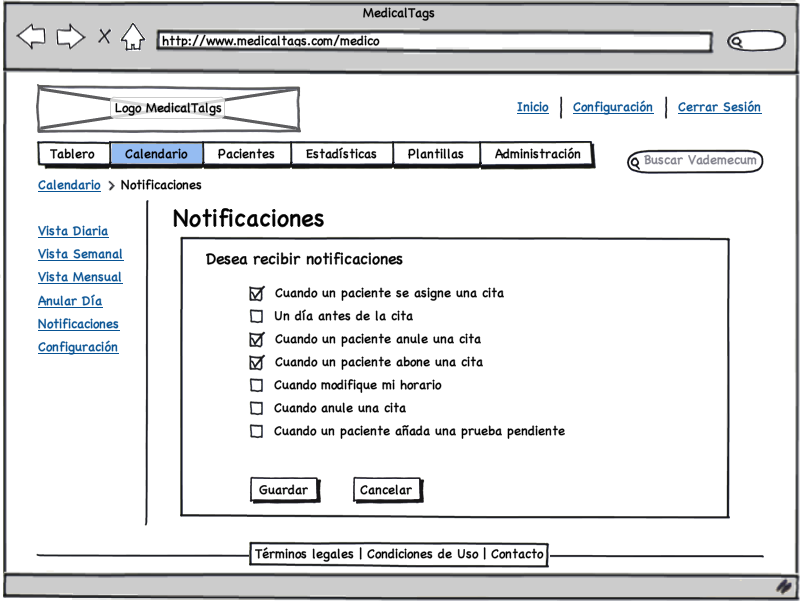 MedicalTags
http://www.medicaltags.com/medico
Logo MedicalTalgs
Inicio | Configuración | Cerrar Sesión
Tablero Calendario Pacientes Estadísticas Plantillas Administración
Buscar Vademecum
Calendario > Notificaciones
Notificaciones
Vista Diaria
Vista Semanal
Vista Mensual
Anular Día
Notificaciones
Configuración
Desea recibir notificaciones
Cuando un paciente se asigne una cita
Un día antes de la cita
Cuando un paciente anule una cita
Cuando un paciente abone una cita
Cuando modifique mi horario
Cuando anule una cita
Cuando un paciente añada una prueba pendiente
Guardar Cancelar
Términos legales | Condiciones de Uso | Contacto